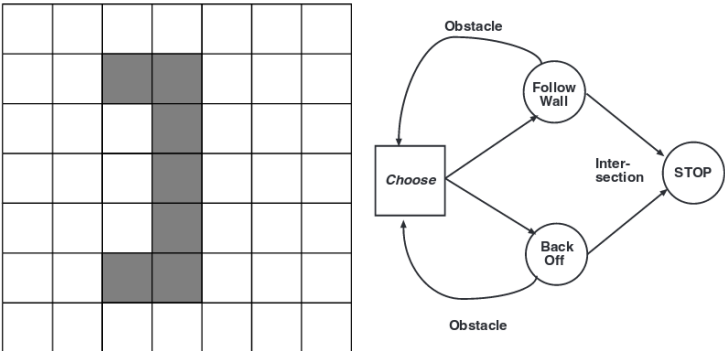 Obstacle
Follow
Wall
Choose
Inter-
section
STOP
Back
Off
Obstacle